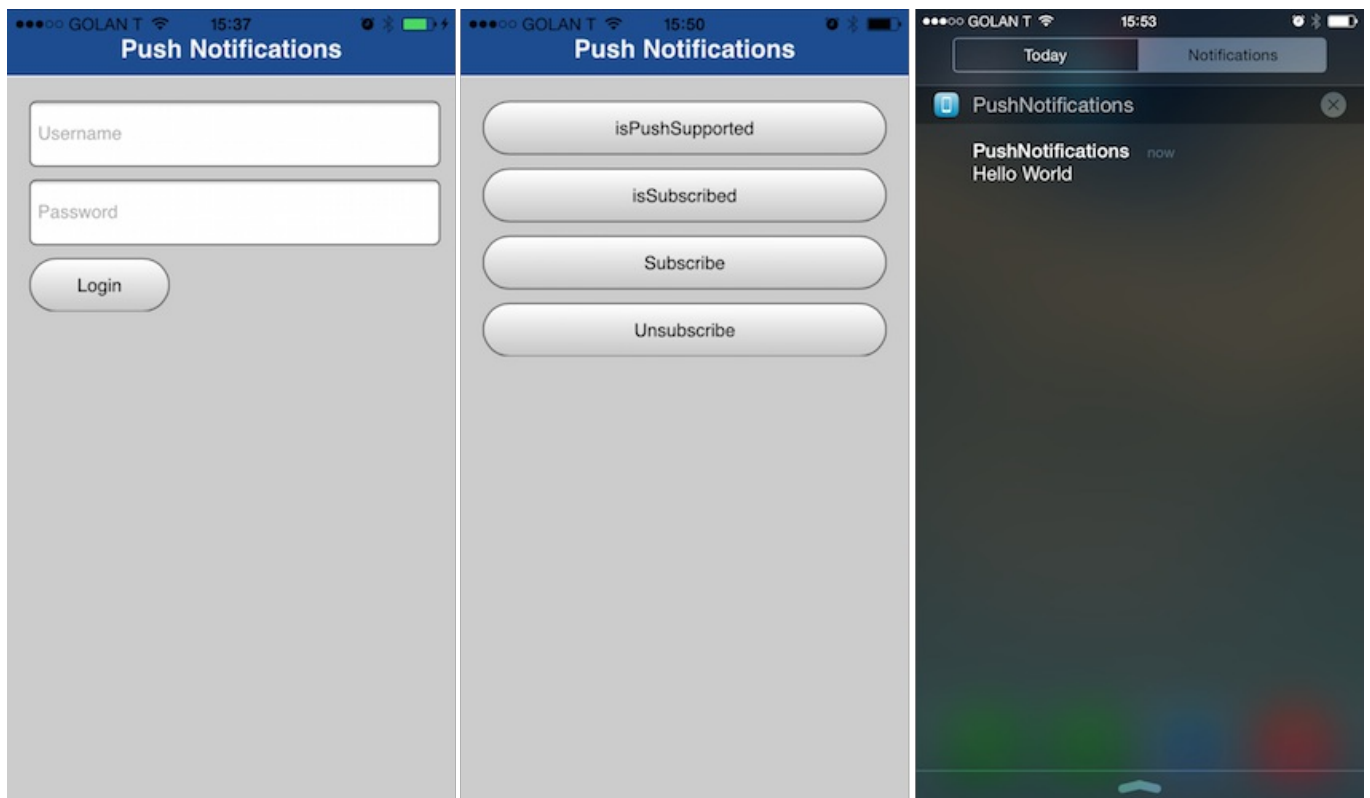 GOLAN T 15:37
Push Notifications
Username
Password
Login
GOLAN T 15:50
Push Notifications
isPushSupported
isSubscribed
Subscribe
Unsubscribe
GOLAN T 15:53
Today Notifications
PushNotifications
PushNotifications now
Hello World